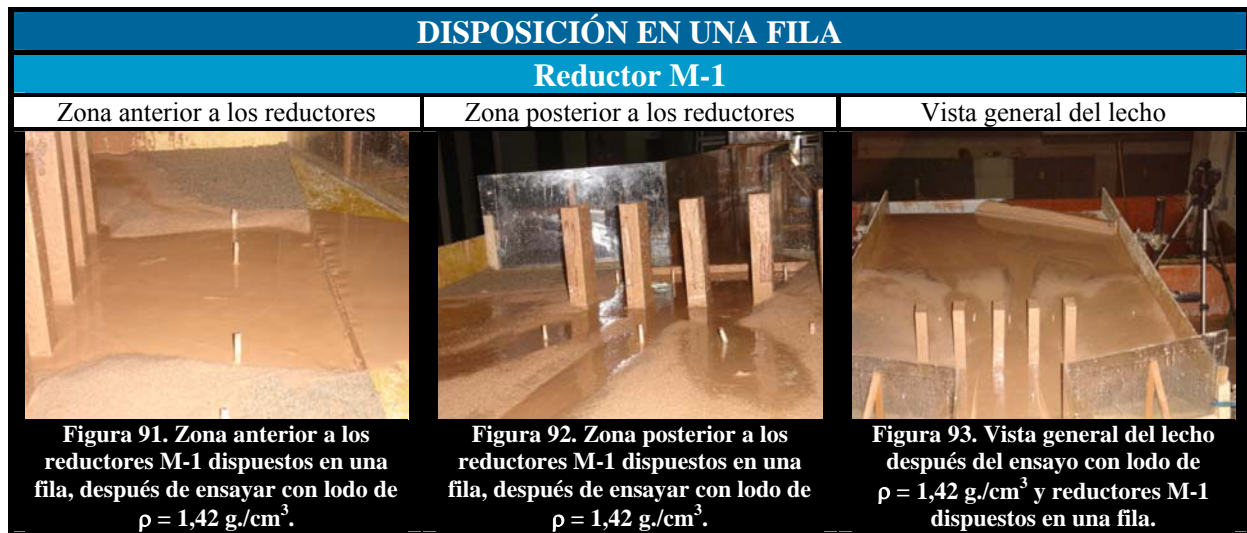 DISPOSICIÓN EN UNA FILA
Reductor M-1
Zona anterior a los reductores
Zona posterior a los reductores
Vista general del lecho
Figura 91. Zona anterior a los
reductores M-1 dispuestos en una
fila, después de ensayar con lodo de
ρ = 1,42 g./cm³.
Figura 92. Zona posterior a los
reductores M-1 dispuestos en una
fila, después de ensayar con lodo de
ρ = 1,42 g./cm³.
Figura 93. Vista general del lecho
después del ensayo con lodo de
ρ = 1,42 g./cm³ y reductores M-1
dispuestos en una fila.